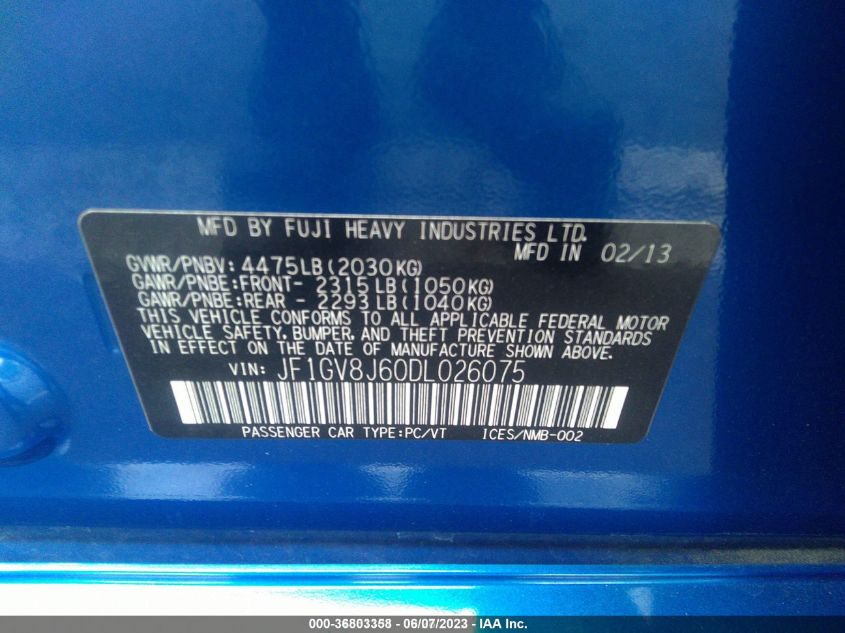 MFD BY FUJI HEAVY INDUSTRIES LTD.
MFD IN 02/13
GVWR/PNBV: 4475LB(2030KG)
GAWR/PNBE:FRONT- 2315LB(1050KG)
GAWR/PNBE:REAR - 2293LB(1040KG)
THIS VEHICLE CONFORMS TO ALL APPLICABLE FEDERAL MOTOR
VEHICLE SAFETY, BUMPER, AND THEFT PREVENTION STANDARDS
IN EFFECT ON THE DATE OF MANUFACTURE SHOWN ABOVE.
VIN: JF1GV8J60DL026075
PASSENGER CAR TYPE:PC/VT ICES/NMB-002
000-36803358 - 06/07/2023 - IAA Inc.